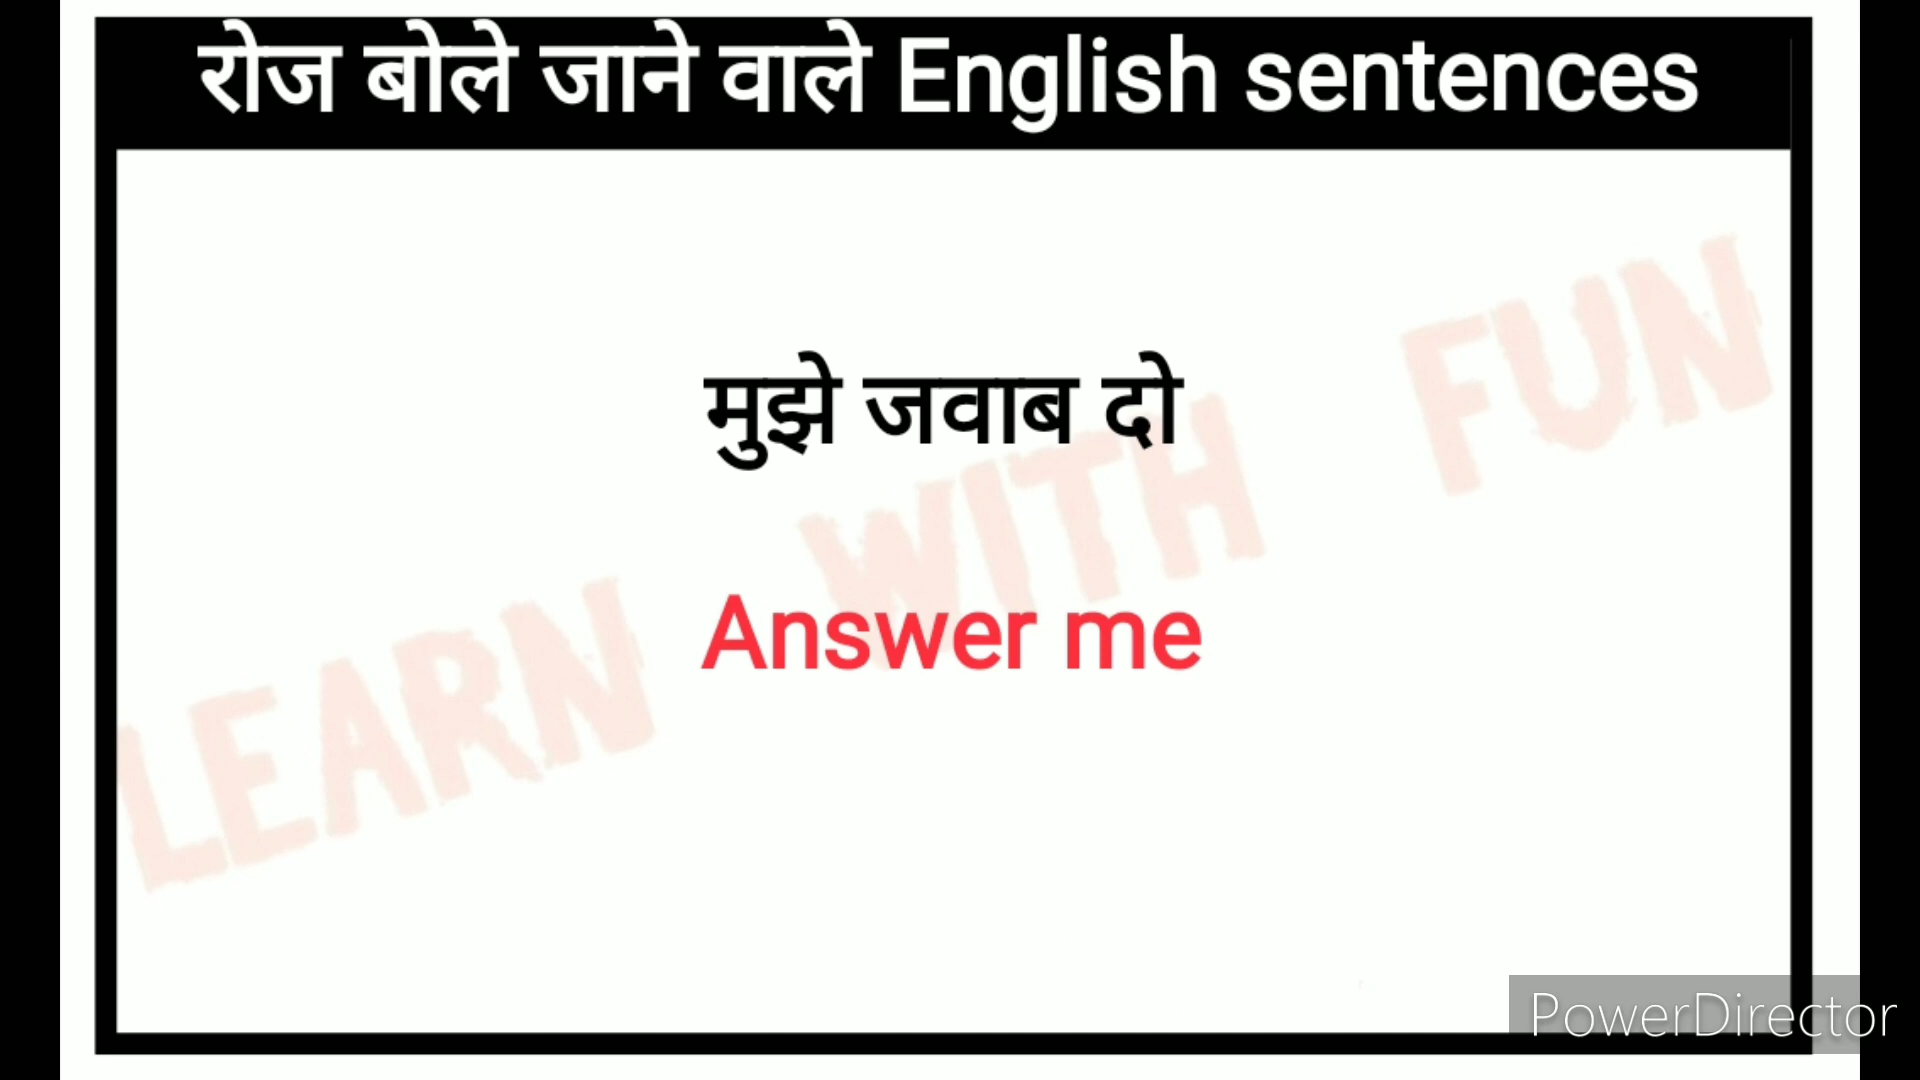 रोज बोले जाने वाले English sentences
मुझे जवाब दो
Answer me
LEARN WITH FUN
PowerDirector